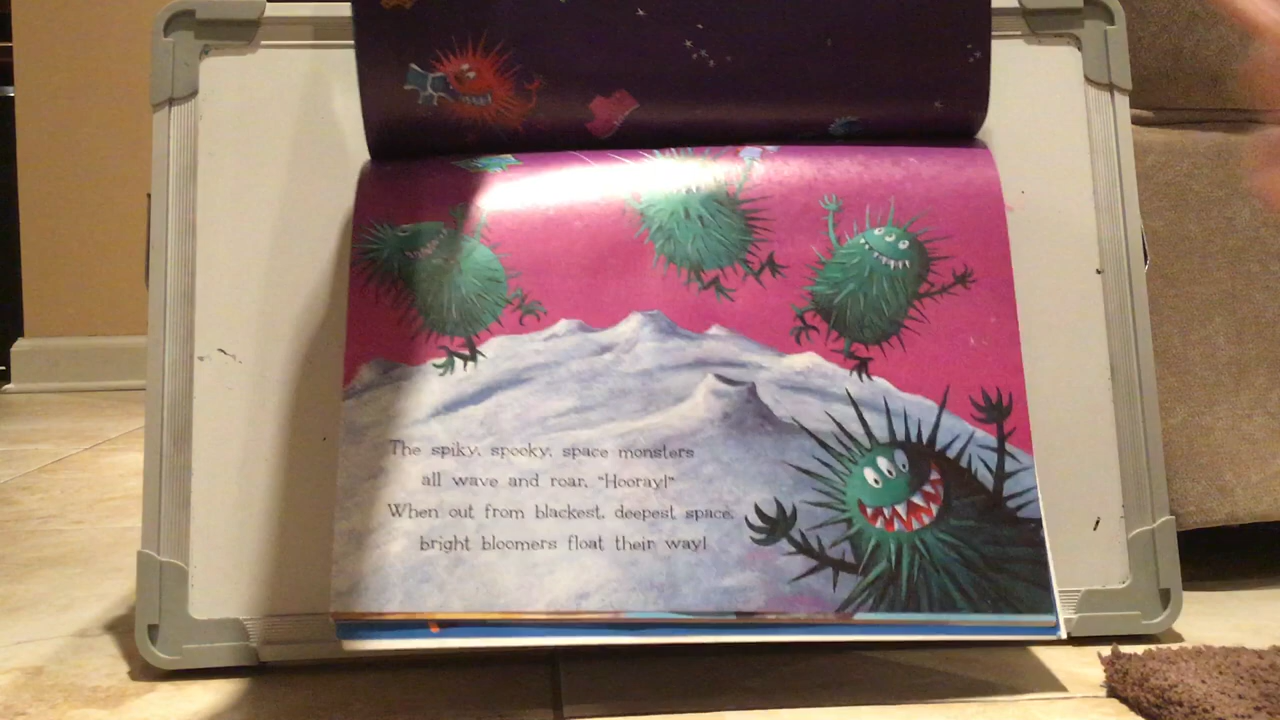 The spiky, spooky, space monsters
all wave and roar, "Hooray!"
When out from blackest, deepest space,
bright bloomers float their way!